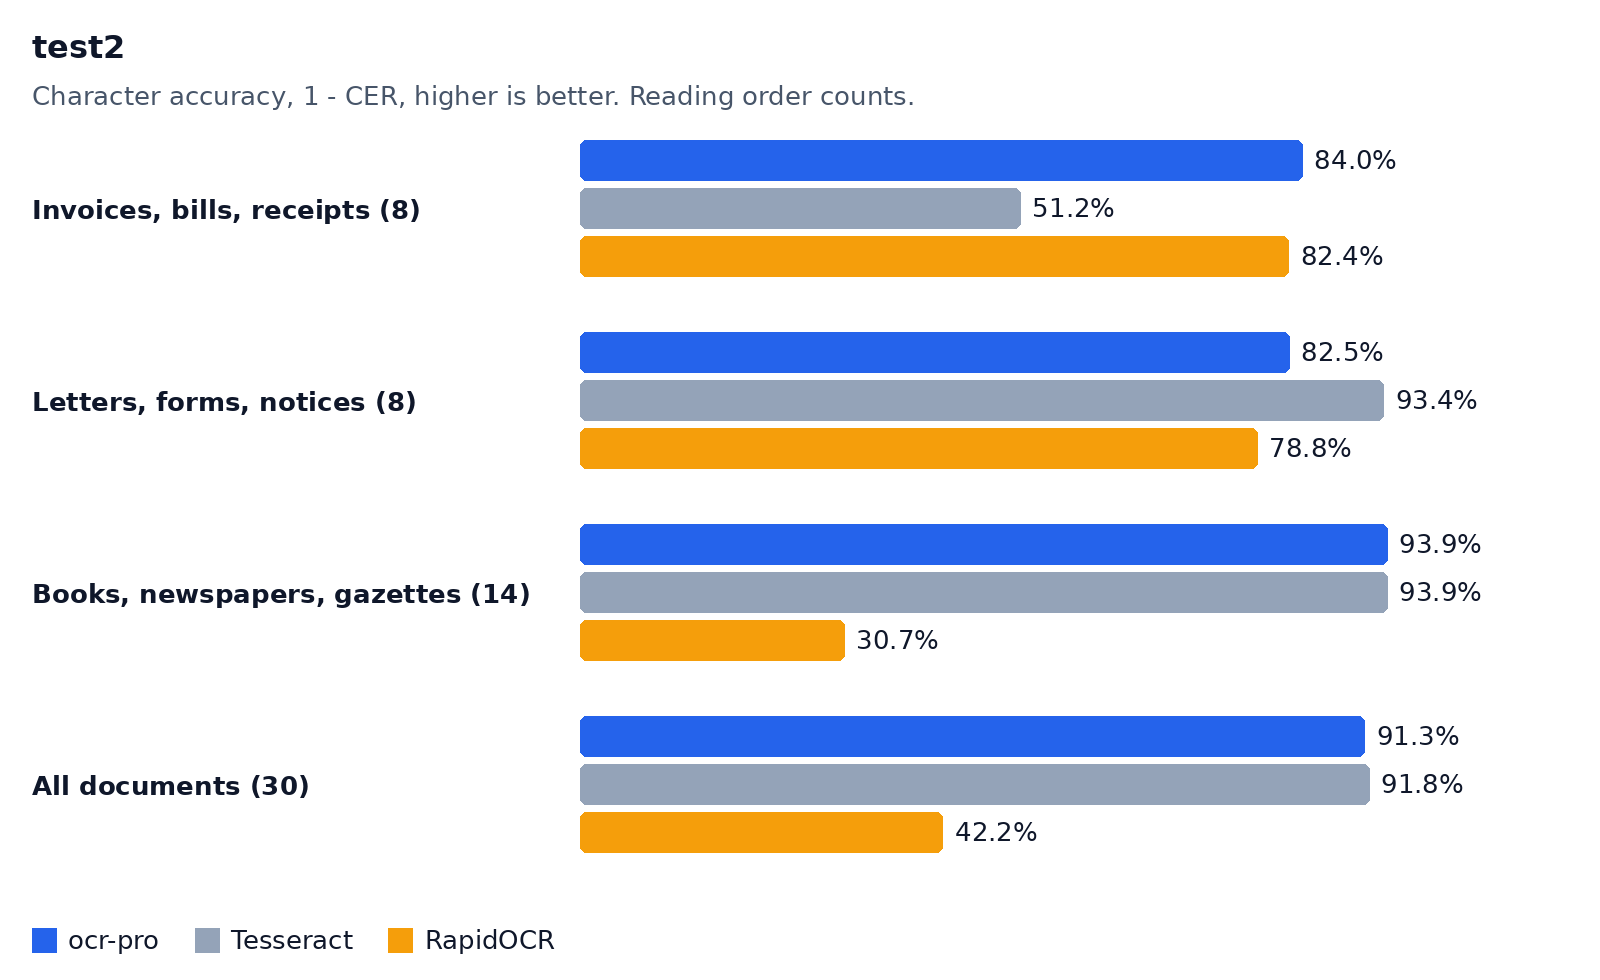 test2
Character accuracy, 1 - CER, higher is better. Reading order counts.
84.0%
Invoices, bills, receipts (8)
51.2%
82.4%
82.5%
Letters, forms, notices (8)
93.4%
78.8%
93.9%
Books, newspapers, gazettes (14)
93.9%
30.7%
91.3%
All documents (30)
91.8%
42.2%
ocr-pro Tesseract RapidOCR